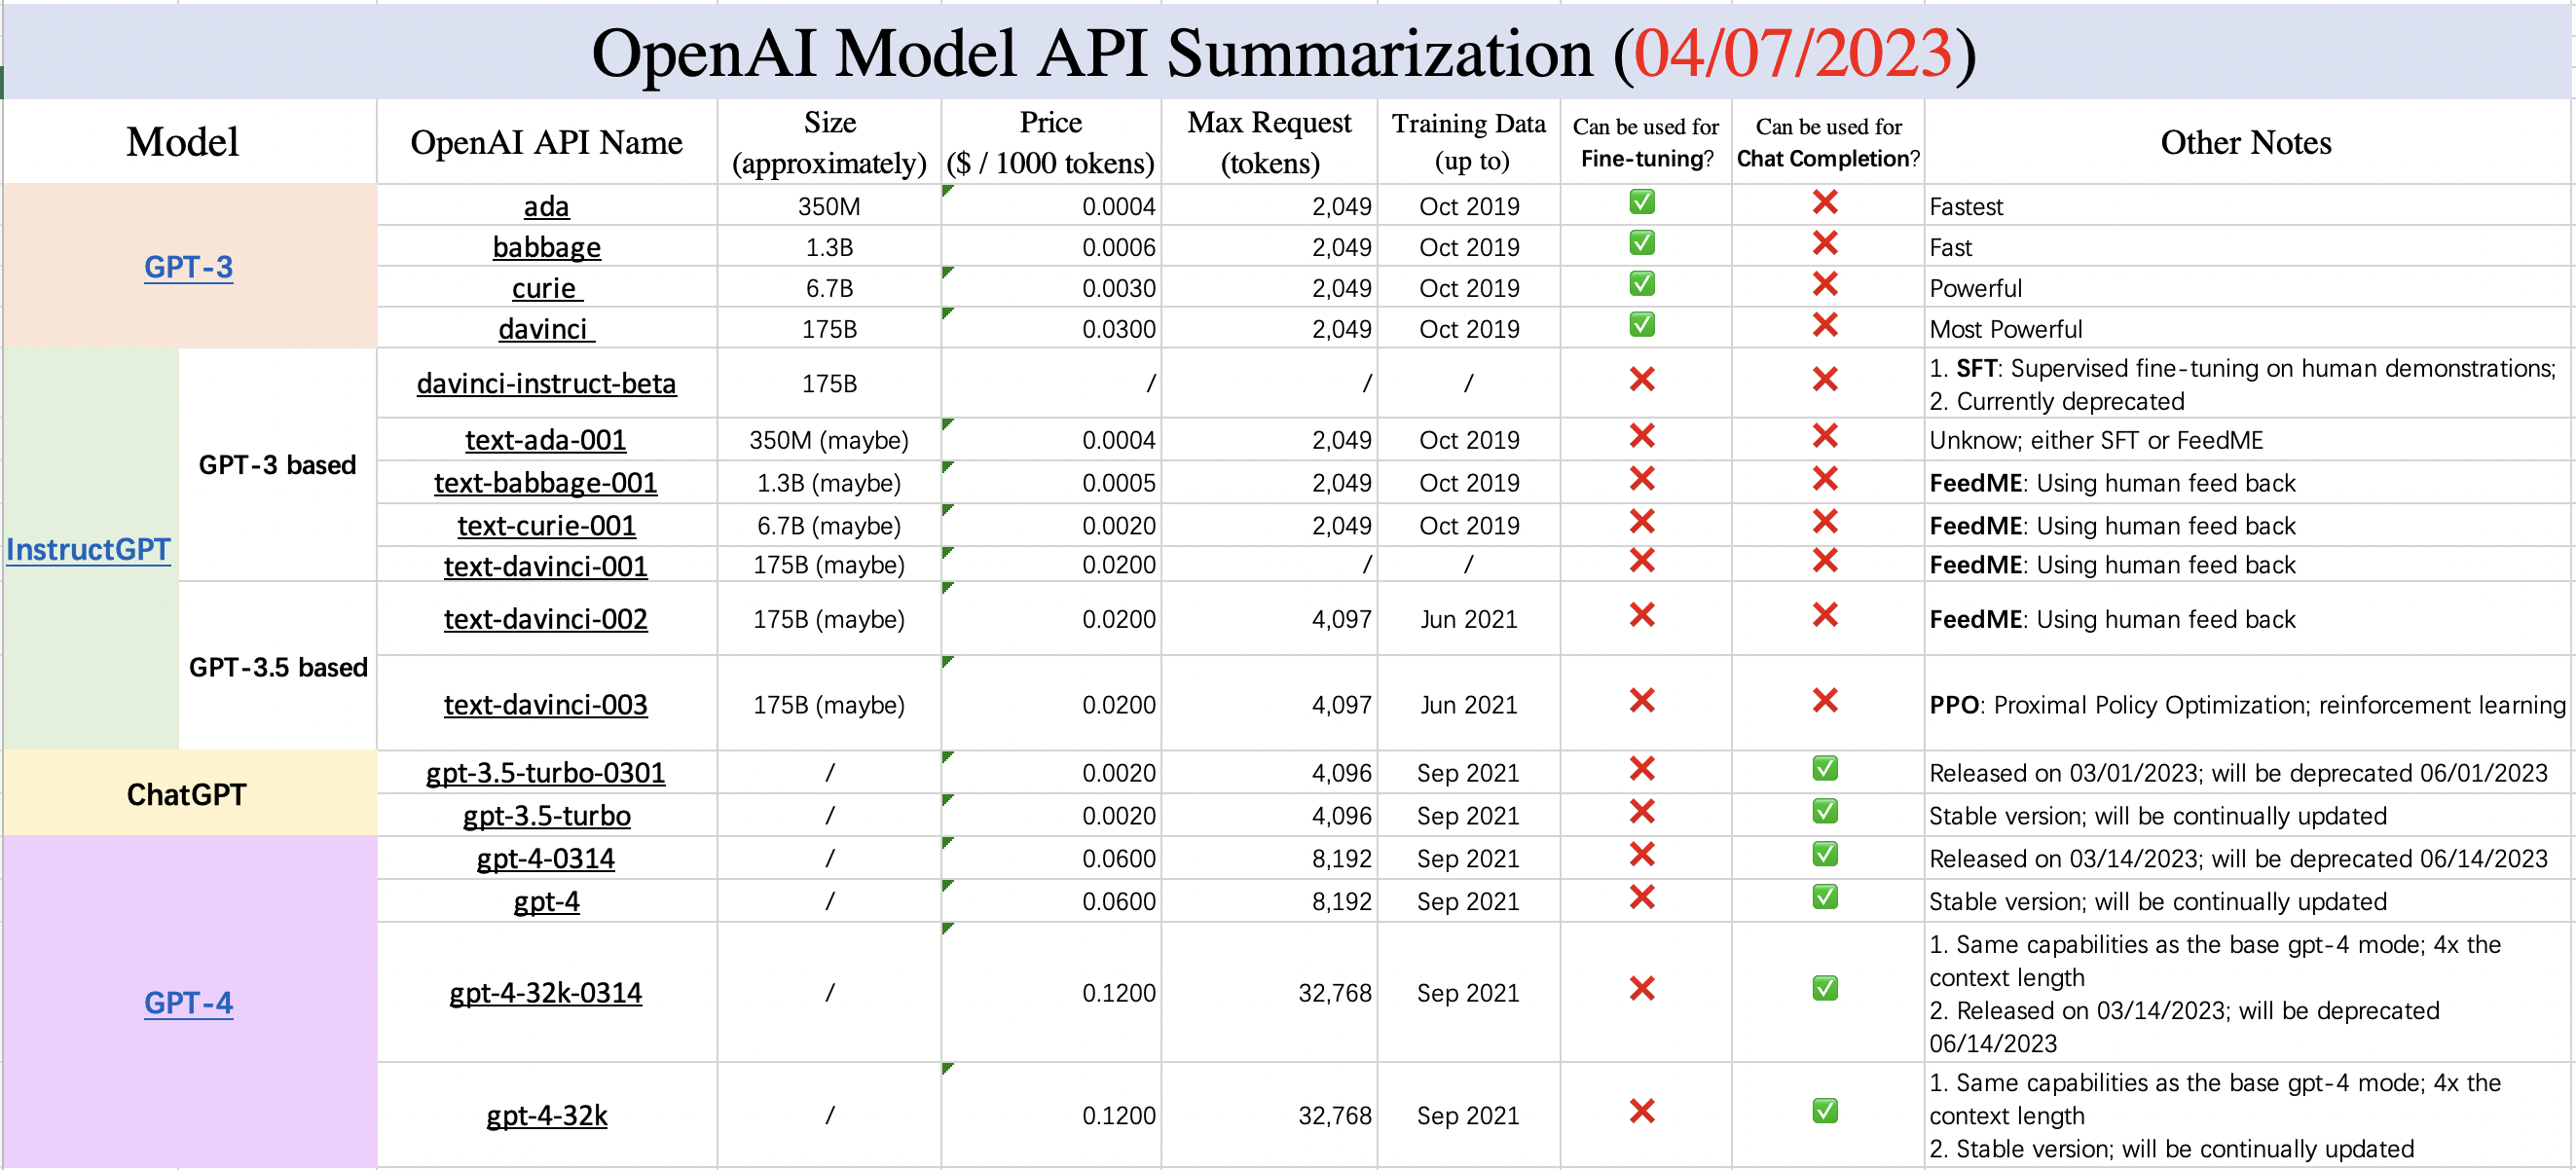 OpenAI Model API Summarization (04/07/2023)
Model
OpenAI API Name
Size
(approximately)
Price
($ / 1000 tokens)
Max Request
(tokens)
Training Data
(up to)
Can be used for
Fine-tuning?
Can be used for
Chat Completion?
Other Notes
GPT-3
ada 350M 0.0004 2,049 Oct 2019 ✅ ❌ Fastest
babbage 1.3B 0.0006 2,049 Oct 2019 ✅ ❌ Fast
curie 6.7B 0.0030 2,049 Oct 2019 ✅ ❌ Powerful
davinci 175B 0.0300 2,049 Oct 2019 ✅ ❌ Most Powerful
InstructGPT
GPT-3 based
davinci-instruct-beta 175B / / / ❌ ❌ 1. SFT: Supervised fine-tuning on human demonstrations;
2. Currently deprecated
text-ada-001 350M (maybe) 0.0004 2,049 Oct 2019 ❌ ❌ Unknow; either SFT or FeedME
text-babbage-001 1.3B (maybe) 0.0005 2,049 Oct 2019 ❌ ❌ FeedME: Using human feed back
text-curie-001 6.7B (maybe) 0.0020 2,049 Oct 2019 ❌ ❌ FeedME: Using human feed back
text-davinci-001 175B (maybe) 0.0200 / / ❌ ❌ FeedME: Using human feed back
GPT-3.5 based
text-davinci-002 175B (maybe) 0.0200 4,097 Jun 2021 ❌ ❌ FeedME: Using human feed back
text-davinci-003 175B (maybe) 0.0200 4,097 Jun 2021 ❌ ❌ PPO: Proximal Policy Optimization; reinforcement learning
ChatGPT
gpt-3.5-turbo-0301 / 0.0020 4,096 Sep 2021 ❌ ✅ Released on 03/01/2023; will be deprecated 06/01/2023
gpt-3.5-turbo / 0.0020 4,096 Sep 2021 ❌ ✅ Stable version; will be continually updated
GPT-4
gpt-4-0314 / 0.0600 8,192 Sep 2021 ❌ ✅ Released on 03/14/2023; will be deprecated 06/14/2023
gpt-4 / 0.0600 8,192 Sep 2021 ❌ ✅ Stable version; will be continually updated
gpt-4-32k-0314 / 0.1200 32,768 Sep 2021 ❌ ✅ 1. Same capabilities as the base gpt-4 mode; 4x the
context length
2. Released on 03/14/2023; will be deprecated
06/14/2023
gpt-4-32k / 0.1200 32,768 Sep 2021 ❌ ✅ 1. Same capabilities as the base gpt-4 mode; 4x the
context length
2. Stable version; will be continually updated